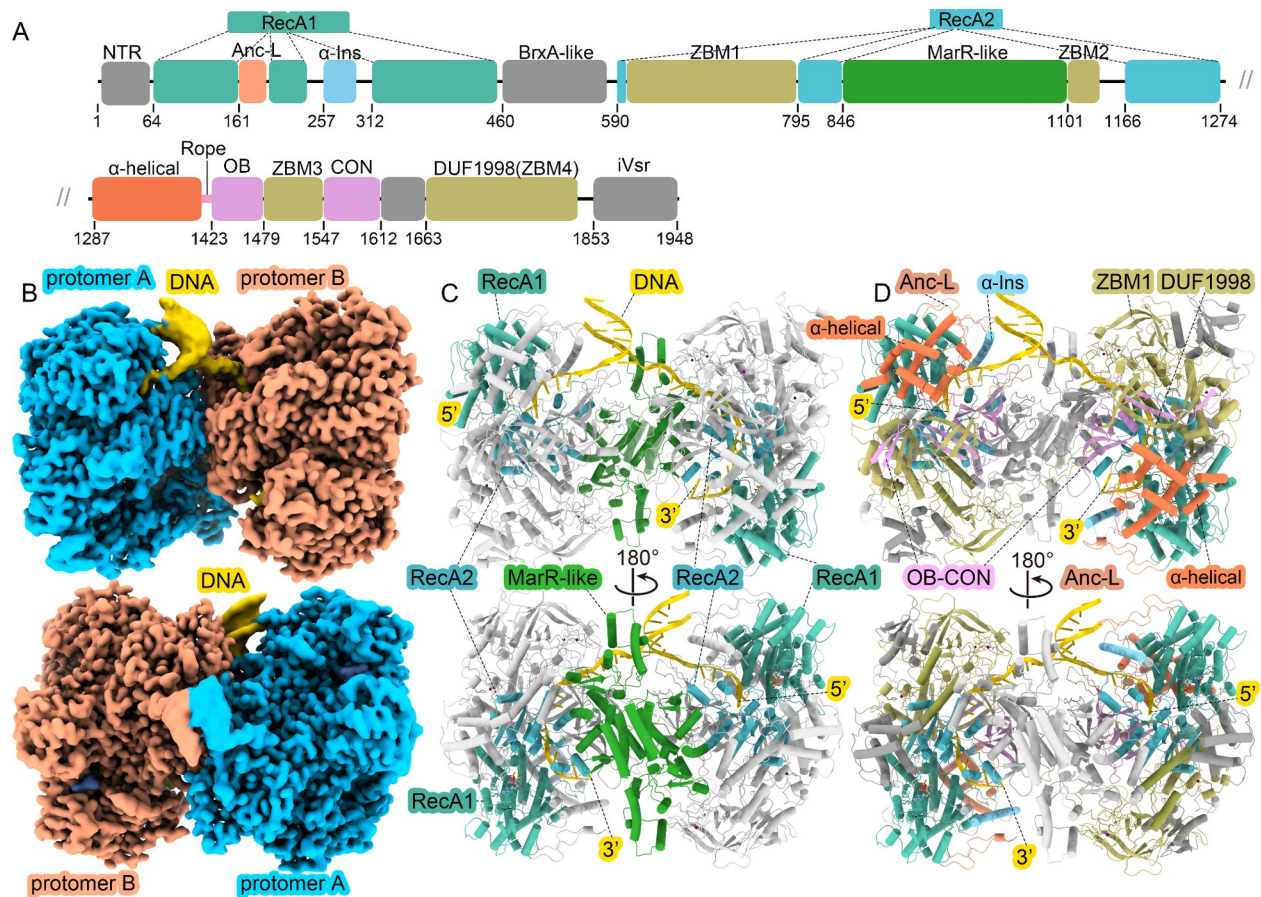 A
RecA1
RecA2
NTR
Anc-L
α-Ins
BrxA-like
ZBM1
MarR-like
ZBM2
//
1
64
161
257
312
460
590
795
846
1101
1166
1274
Rope
//
α-helical
OB
ZBM3
CON
DUF1998(ZBM4)
iVsr
1287
1423
1479
1547
1612
1663
1853
1948
B
protomer A
DNA
protomer B
DNA
protomer B
protomer A
C
RecA1
DNA
5’
3’
RecA2
MarR-like
180°
RecA2
RecA1
5’
RecA1
3’
D
Anc-L
α-Ins
ZBM1
DUF1998
α-helical
5’
3’
OB-CON
180°
Anc-L
α-helical
5’
3’